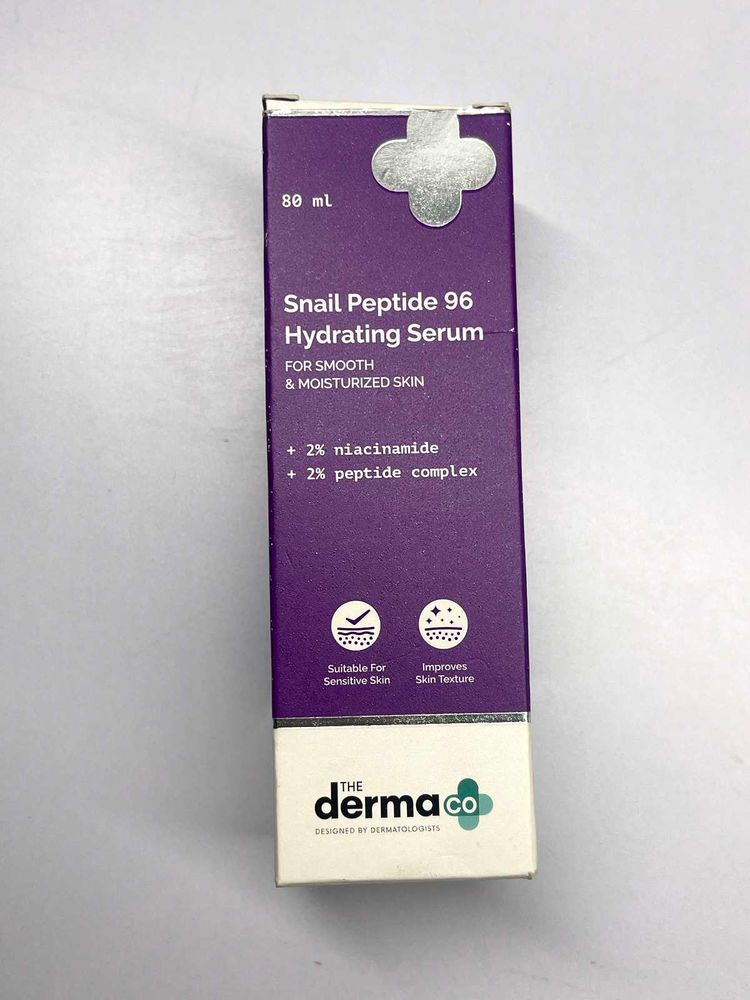 80 ml
Snail Peptide 96
Hydrating Serum
FOR SMOOTH
& MOISTURIZED SKIN
+ 2% niacinamide
+ 2% peptide complex
Suitable For
Sensitive Skin
Improves
Skin Texture
THE
derma co
DESIGNED BY DERMATOLOGISTS